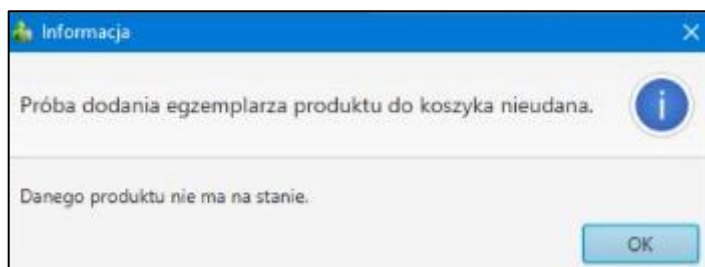 Informacja
Próba dodania egzemplarza produktu do koszyka nieudana.
Danego produktu nie ma na stanie.
OK